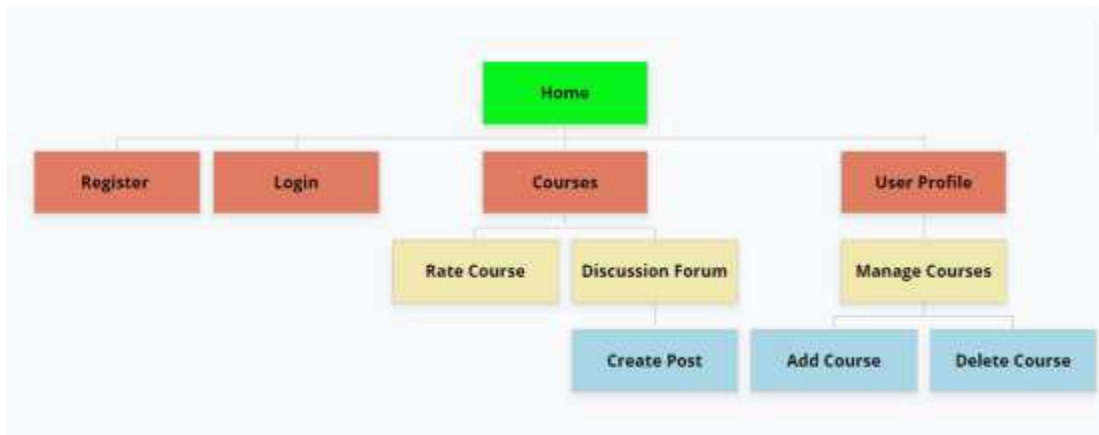 Home
Register
Login
Courses
User Profile
Rate Course
Discussion Forum
Manage Courses
Create Post
Add Course
Delete Course